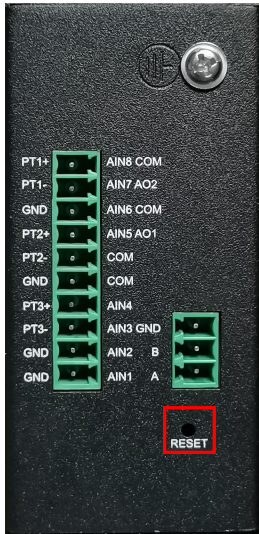 PT1+ AIN8 COM
PT1- AIN7 AO2
GND AIN6 COM
PT2+ AIN5 AO1
PT2- COM
GND COM
PT3+ AIN4
PT3- AIN3 GND
GND AIN2 B
GND AIN1 A
RESET